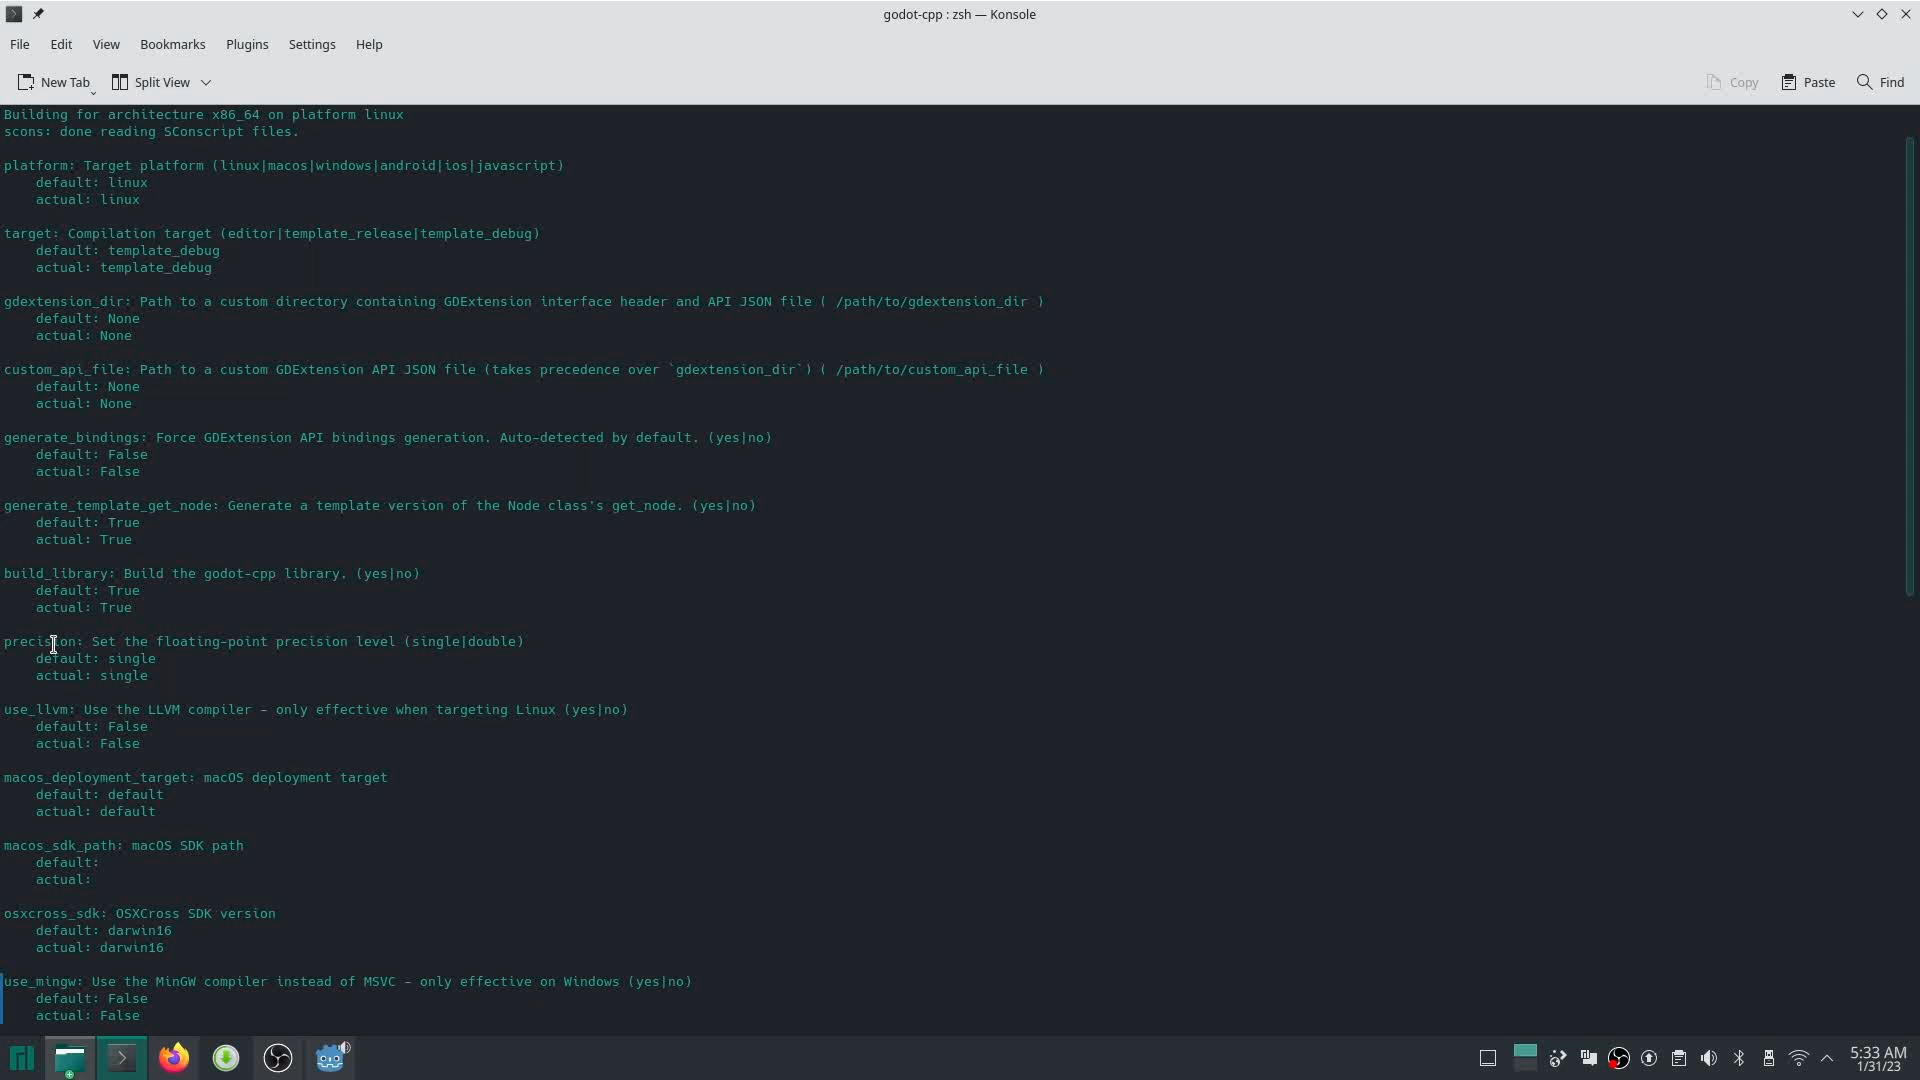 godot-cpp : zsh — Konsole
File Edit View Bookmarks Plugins Settings Help
New Tab Split View Copy Paste Find
Building for architecture x86_64 on platform linux
scons: done reading SConscript files.
platform: Target platform (linux|macos|windows|android|ios|javascript)
default: linux
actual: linux
target: Compilation target (editor|template_release|template_debug)
default: template_debug
actual: template_debug
gdextension_dir: Path to a custom directory containing GDExtension interface header and API JSON file ( /path/to/gdextension_dir )
default: None
actual: None
custom_api_file: Path to a custom GDExtension API JSON file (takes precedence over `gdextension_dir`) ( /path/to/custom_api_file )
default: None
actual: None
generate_bindings: Force GDExtension API bindings generation. Auto-detected by default. (yes|no)
default: False
actual: False
generate_template_get_node: Generate a template version of the Node class's get_node. (yes|no)
default: True
actual: True
build_library: Build the godot-cpp library. (yes|no)
default: True
actual: True
precision: Set the floating-point precision level (single|double)
default: single
actual: single
use_llvm: Use the LLVM compiler - only effective when targeting Linux (yes|no)
default: False
actual: False
macos_deployment_target: macOS deployment target
default: default
actual: default
macos_sdk_path: macOS SDK path
default:
actual:
osxcross_sdk: OSXCross SDK version
default: darwin16
actual: darwin16
use_mingw: Use the MinGW compiler instead of MSVC - only effective on Windows (yes|no)
default: False
actual: False
5:33 AM
1/31/23